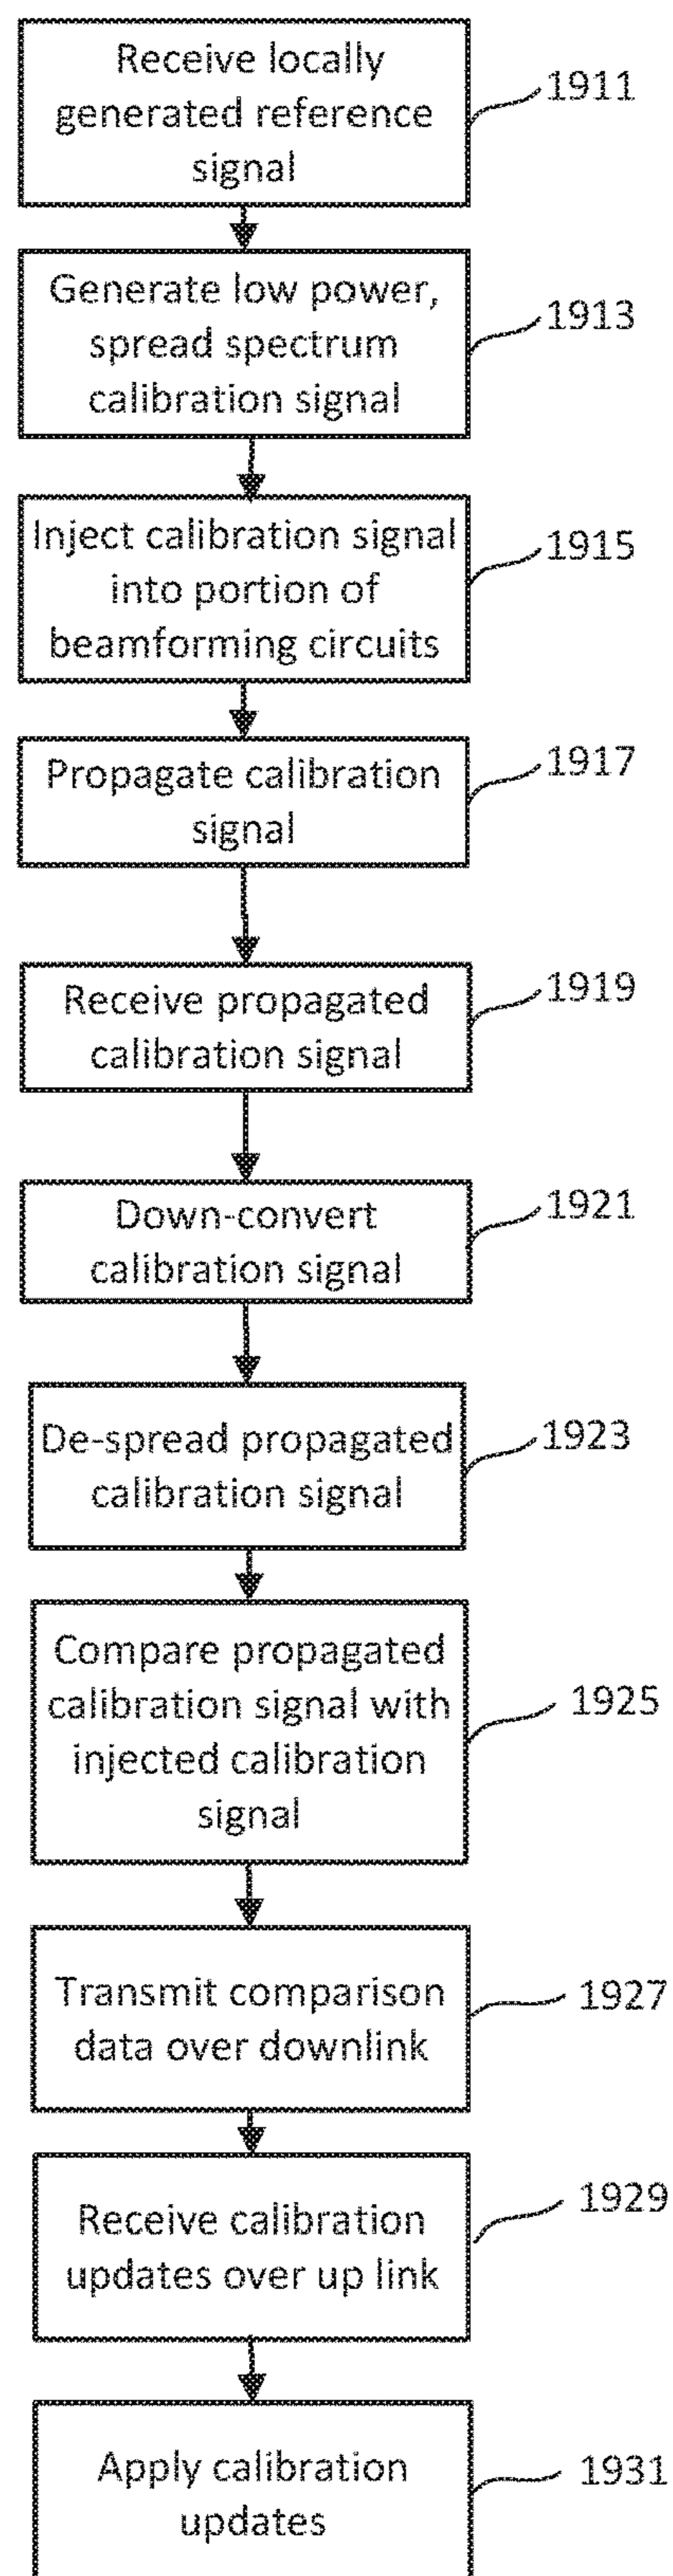 Receive locally
generated reference
signal
1911
Generate low power,
spread spectrum
calibration signal
1913
Inject calibration signal
into portion of
beamforming circuits
1915
Propagate calibration
signal
1917
Receive propagated
calibration signal
1919
Down-convert
calibration signal
1921
De-spread propagated
calibration signal
1923
Compare propagated
calibration signal with
injected calibration
signal
1925
Transmit comparison
data over downlink
1927
Receive calibration
updates over up link
1929
Apply calibration
updates
1931